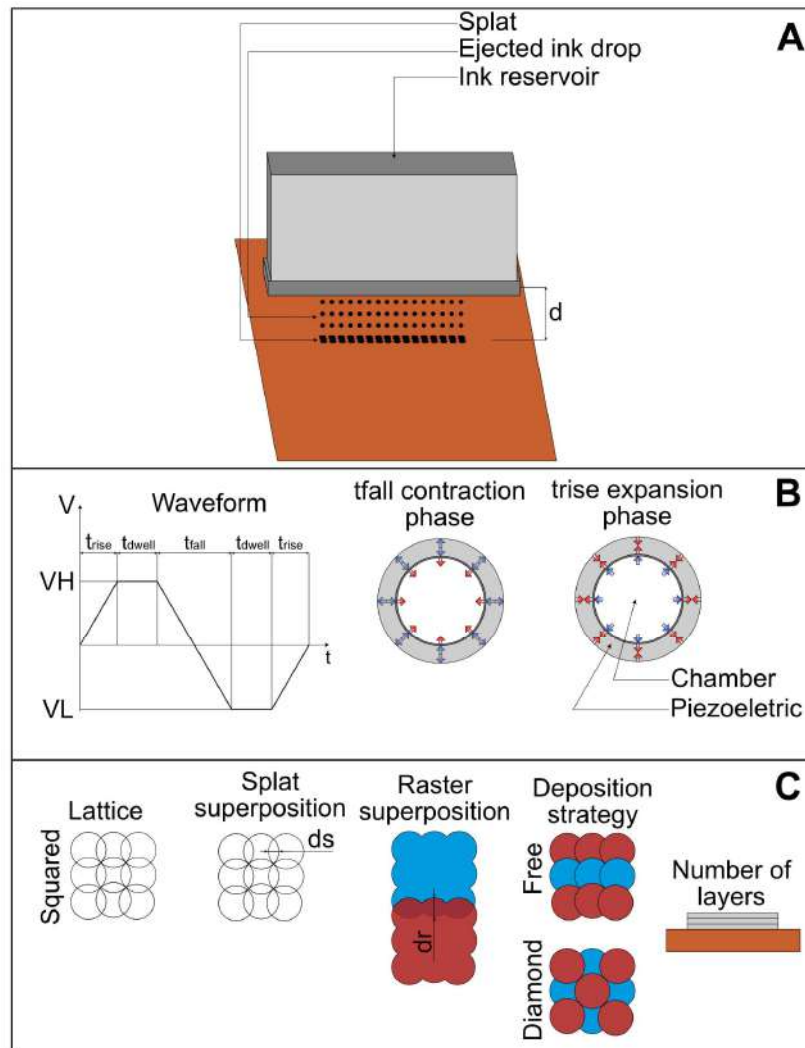 Splat
Ejected ink drop
Ink reservoir
A
d
B
Waveform
V
trise
tdwell
tfall
tdwell
trise
VH
VL
t
tfall contraction
phase
trise expansion
phase
Chamber
Piezoeletric
C
Lattice
Squared
Splat
superposition
ds
Raster
superposition
dr
Deposition
strategy
Free
Diamond
Number of
layers